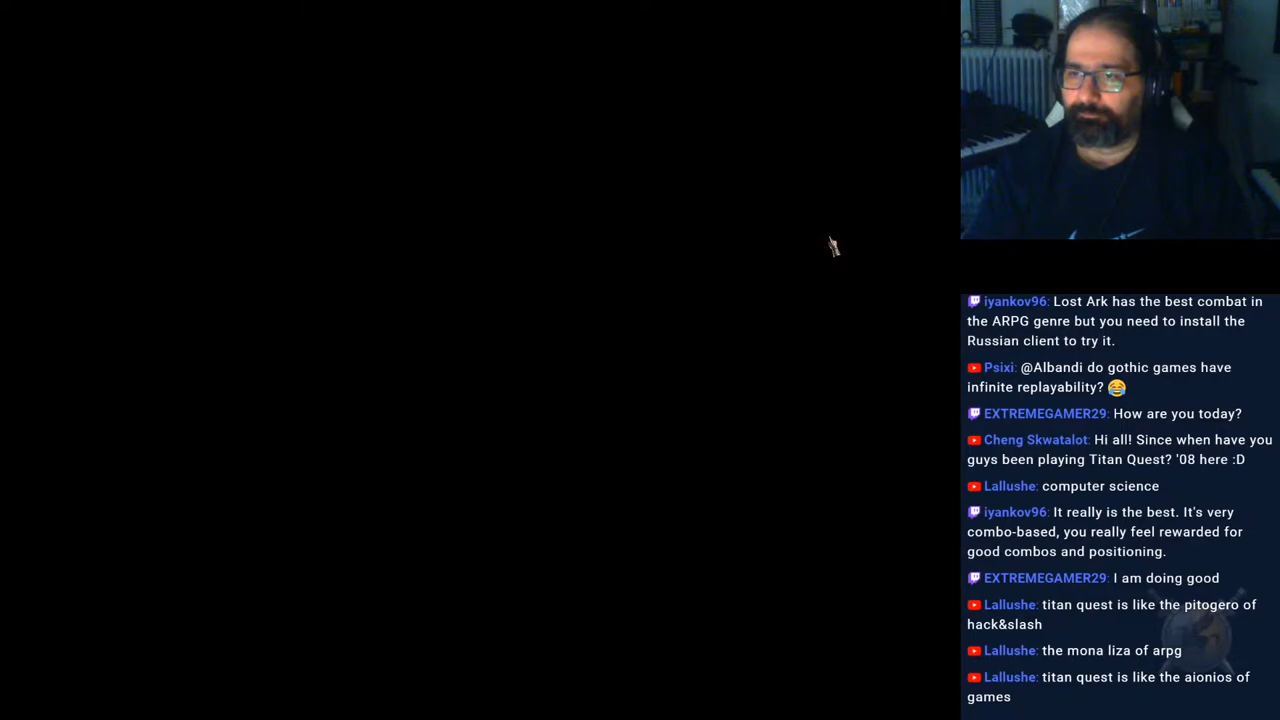 iyankov96: Lost Ark has the best combat in
the ARPG genre but you need to install the
Russian client to try it.
Psixi: @Albandi do gothic games have
infinite replayability? 😂
EXTREMEGAMER29: How are you today?
Cheng Skwatalot: Hi all! Since when have you
guys been playing Titan Quest? '08 here :D
Lallushe: computer science
iyankov96: It really is the best. It's very
combo-based, you really feel rewarded for
good combos and positioning.
EXTREMEGAMER29: I am doing good
Lallushe: titan quest is like the pitogero of
hack&slash
Lallushe: the mona liza of arpg
Lallushe: titan quest is like the aionios of
games